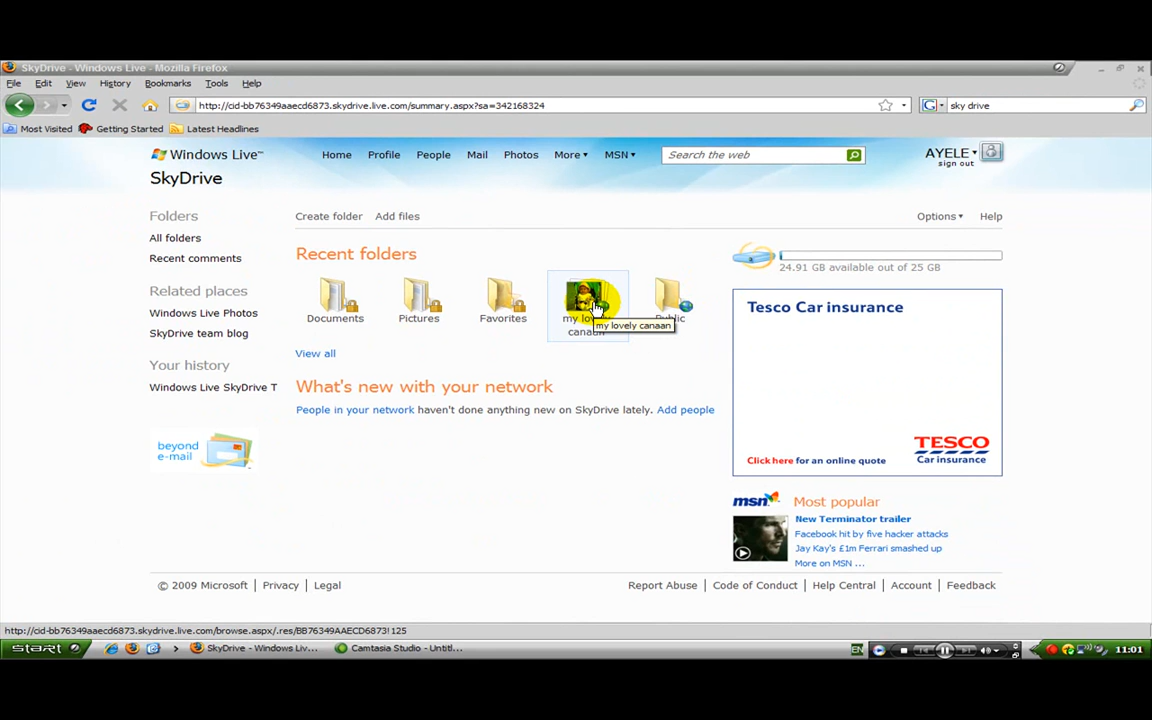 SkyDrive - Windows Live - Mozilla Firefox
File Edit View History Bookmarks Tools Help
http://cid-bb76349aaecd6873.skydrive.live.com/summary.aspx?sa=342168324
sky drive
Most Visited Getting Started Latest Headlines
Windows Live™
Home Profile People Mail Photos More MSN
Search the web
AYELE
sign out
SkyDrive
Folders
All folders
Recent comments
Related places
Windows Live Photos
SkyDrive team blog
Your history
Windows Live SkyDrive T
beyond
e-mail
Create folder Add files
Options Help
Recent folders
Documents
Pictures
Favorites
my lovely
canaan
my lovely canaan
Public
View all
What's new with your network
People in your network haven't done anything new on SkyDrive lately. Add people
24.91 GB available out of 25 GB
Tesco Car insurance
Click here for an online quote
TESCO
Car insurance
msn
Most popular
New Terminator trailer
Facebook hit by five hacker attacks
Jay Kay's £1m Ferrari smashed up
More on MSN ...
© 2009 Microsoft Privacy Legal
Report Abuse Code of Conduct Help Central Account Feedback
http://cid-bb76349aaecd6873.skydrive.live.com/browse.aspx/.res/BB76349AAECD6873!125
start
SkyDrive - Windows Liv...
Camtasia Studio - Untitl...
EN
11:01